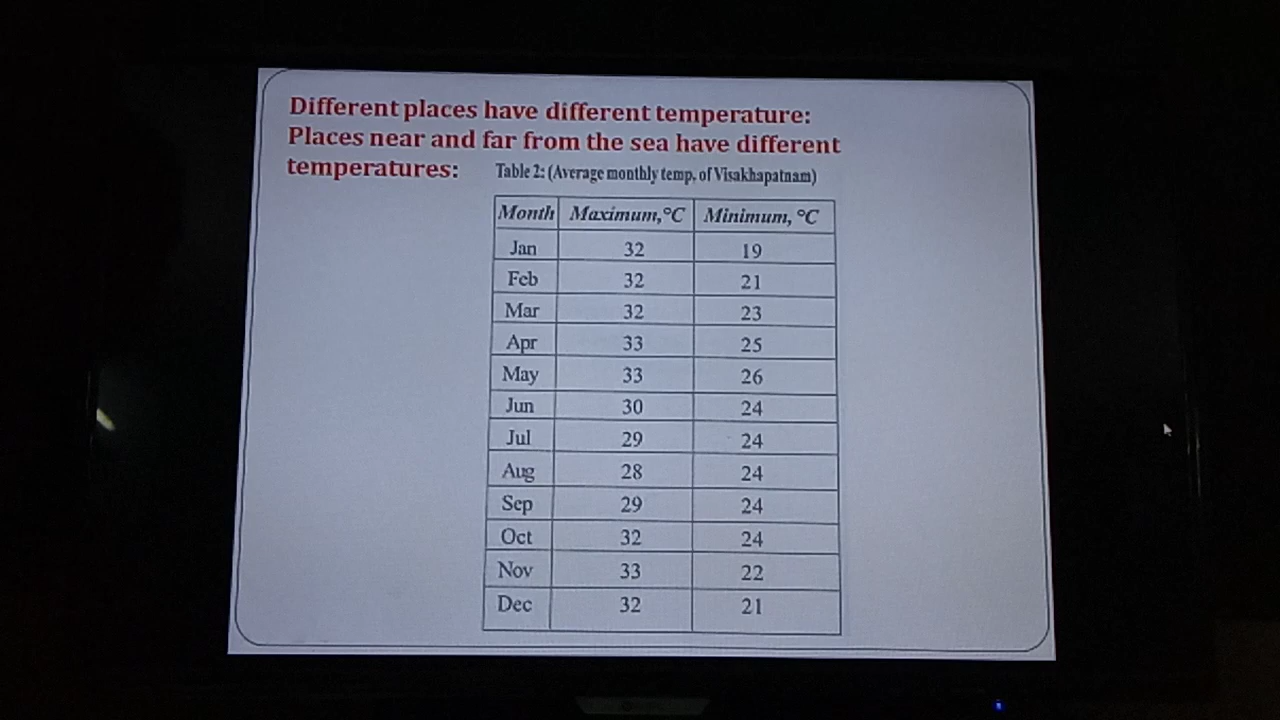 Different places have different temperature:
Places near and far from the sea have different
temperatures:
Table 2: (Average monthly temp. of Visakhapatnam)
Month Maximum,°C Minimum, °C
Jan 32 19
Feb 32 21
Mar 32 23
Apr 33 25
May 33 26
Jun 30 24
Jul 29 24
Aug 28 24
Sep 29 24
Oct 32 24
Nov 33 22
Dec 32 21